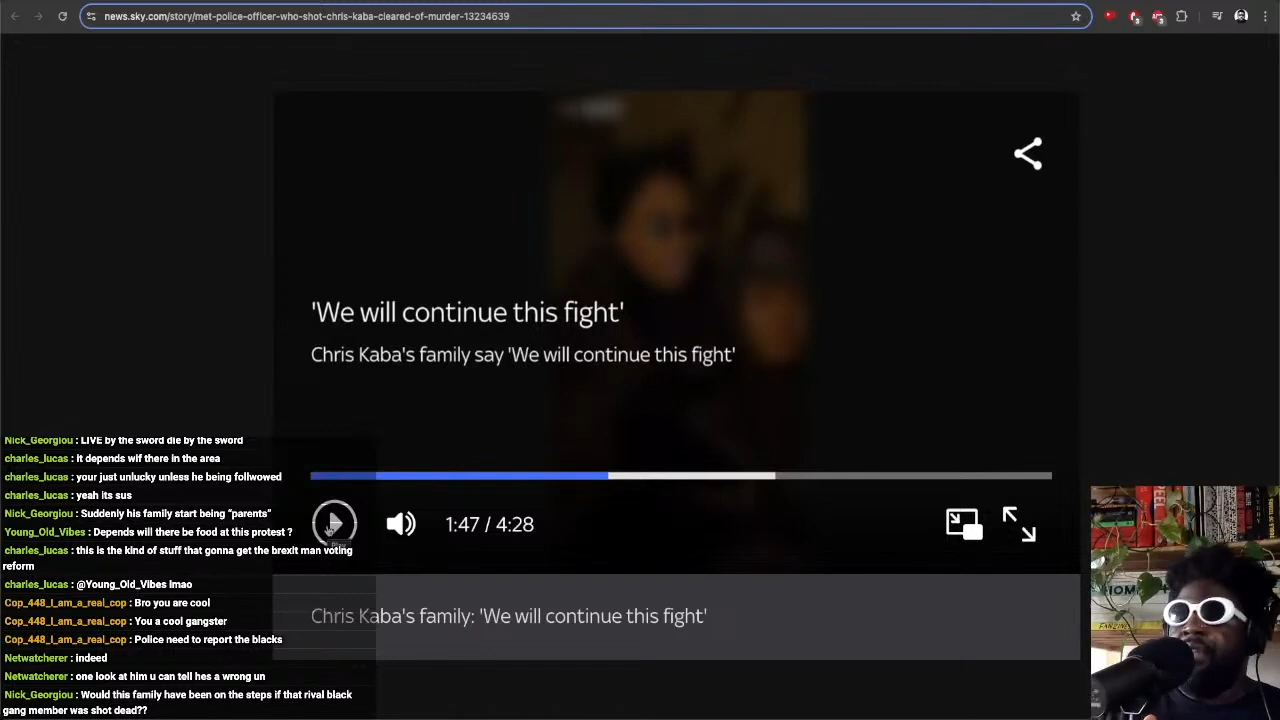 news.sky.com/story/met-police-officer-who-shot-chris-kaba-cleared-of-murder-13234639
'We will continue this fight'
Chris Kaba's family say 'We will continue this fight'
1:47 / 4:28
Chris Kaba's family: 'We will continue this fight'
Nick_Georgiou : LIVE by the sword die by the sword
charles_lucas : it depends wif there in the area
charles_lucas : your just unlucky unless he being follwowed
charles_lucas : yeah its sus
Nick_Georgiou : Suddenly his family start being “parents”
Young_Old_Vibes : Depends will there be food at this protest ?
charles_lucas : this is the kind of stuff that gonna get the brexit man voting
reform
charles_lucas : @Young_Old_Vibes lmao
Cop_448_I_am_a_real_cop : Bro you are cool
Cop_448_I_am_a_real_cop : You a cool gangster
Cop_448_I_am_a_real_cop : Police need to report the blacks
Netwatcherer : indeed
Netwatcherer : one look at him u can tell hes a wrong un
Nick_Georgiou : Would this family have been on the steps if that rival black
gang member was shot dead??